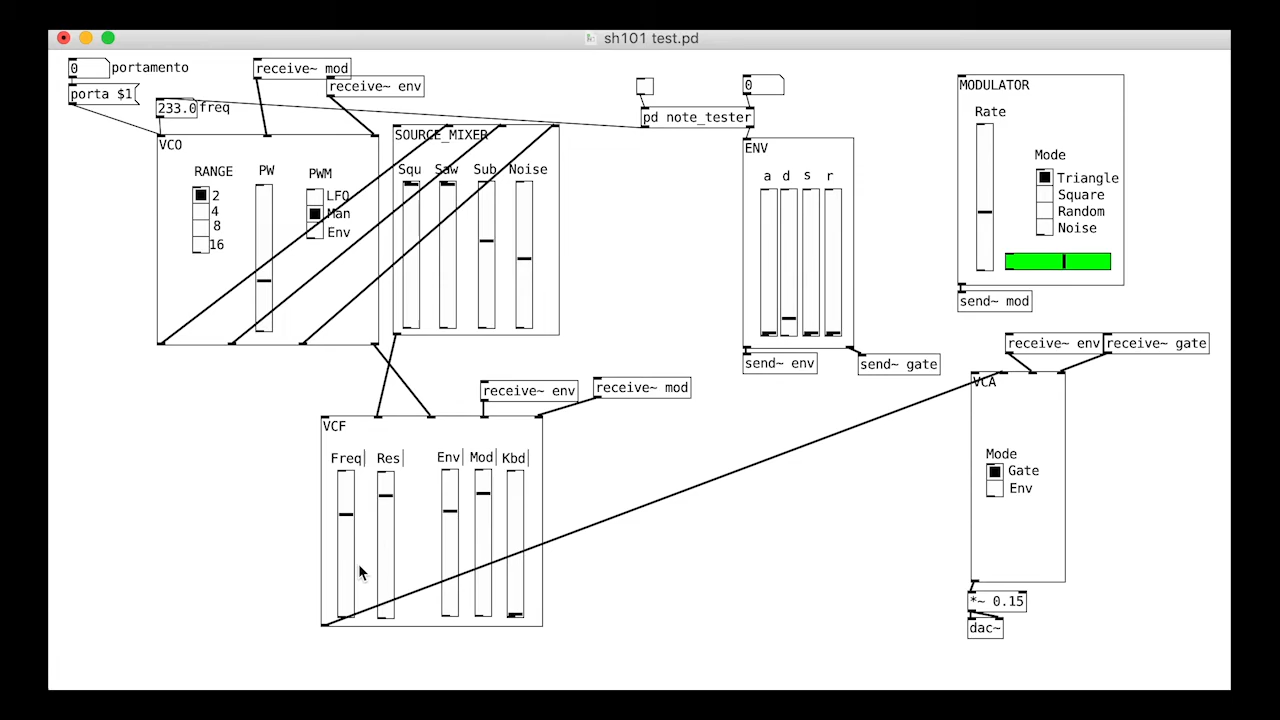 sh101 test.pd
0 portamento
porta $1
receive~ mod
receive~ env
233.0 freq
VCO
RANGE
2
4
8
16
PW
PWM
LFO
Man
Env
SOURCE_MIXER
Squ Saw Sub Noise
pd note_tester
0
ENV
a d s r
send~ env
send~ gate
MODULATOR
Rate
Mode
Triangle
Square
Random
Noise
send~ mod
receive~ env
receive~ gate
VCA
Mode
Gate
Env
*~ 0.15
dac~
receive~ env
receive~ mod
VCF
Freq Res Env Mod Kbd